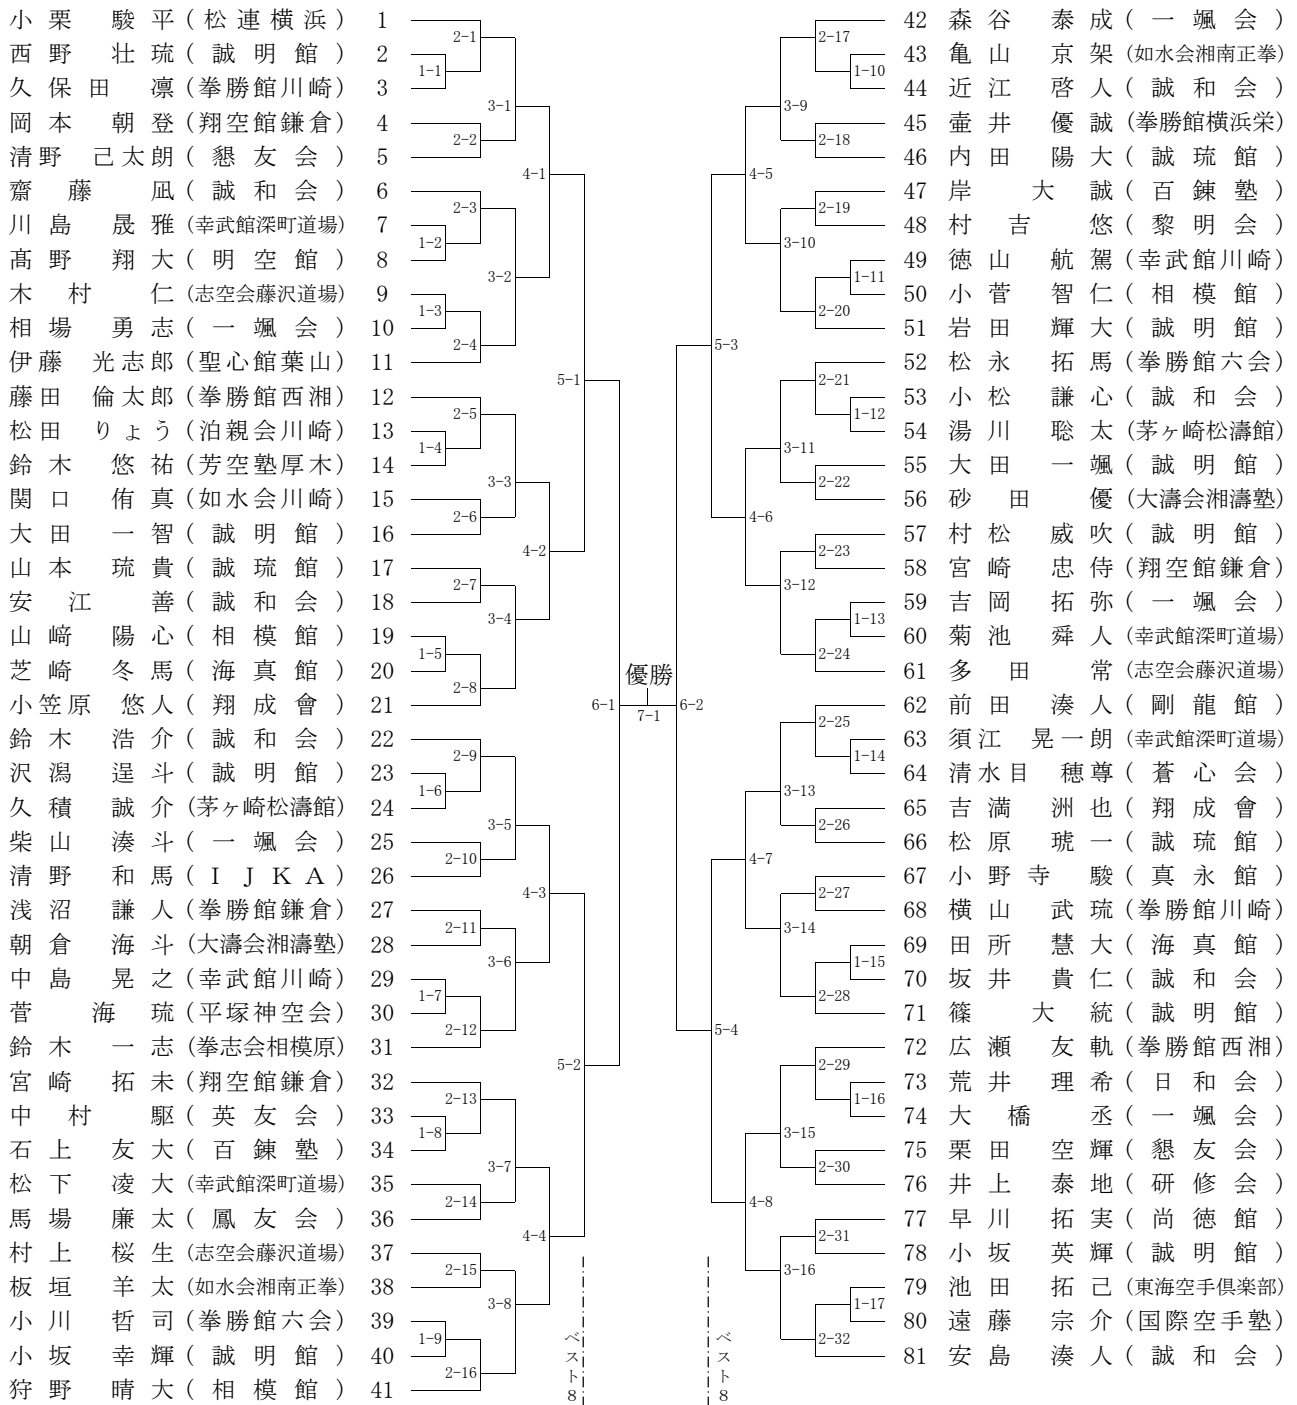 小栗 駿平 (松連横浜) 1
西野 壮琉 (誠明館) 2
久保田 凛 (拳勝館川崎) 3
岡本 朝登 (翔空館鎌倉) 4
清野 己太朗 (懇友会) 5
齋藤 凪 (誠和会) 6
川島 晟雅 (幸武館深町道場) 7
髙野 翔大 (明空館) 8
木村 仁 (志空会藤沢道場) 9
相場 勇志 (一颯会) 10
伊藤 光志郎 (聖心館葉山) 11
藤田 倫太郎 (拳勝館西湘) 12
松田 りょう (泊親会川崎) 13
鈴木 悠祐 (芳空塾厚木) 14
関口 侑真 (如水会川崎) 15
大田 一智 (誠明館) 16
山本 琉貴 (誠琉館) 17
安江 善 (誠和会) 18
山﨑 陽心 (相模館) 19
芝崎 冬馬 (海真館) 20
小笠原 悠人 (翔成會) 21
鈴木 浩介 (誠和会) 22
沢潟 逞斗 (誠明館) 23
久積 誠介 (茅ヶ崎松濤館) 24
柴山 湊斗 (一颯会) 25
清野 和馬 (IJKA) 26
浅沼 謙人 (拳勝館鎌倉) 27
朝倉 海斗 (大濤会湘濤塾) 28
中島 晃之 (幸武館川崎) 29
菅 海琉 (平塚神空会) 30
鈴木 一志 (拳志会相模原) 31
宮崎 拓未 (翔空館鎌倉) 32
中村 駆 (英友会) 33
石上 友大 (百錬塾) 34
松下 凌大 (幸武館深町道場) 35
馬場 廉太 (鳳友会) 36
村上 桜生 (志空会藤沢道場) 37
板垣 羊太 (如水会湘南正拳) 38
小川 哲司 (拳勝館六会) 39
小坂 幸輝 (誠明館) 40
狩野 晴大 (相模館) 41
1-1
1-2
1-3
1-4
1-5
1-6
1-7
1-8
1-9
2-1
2-2
2-3
2-4
2-5
2-6
2-7
2-8
2-9
2-10
2-11
2-12
2-13
2-14
2-15
2-16
3-1
3-2
3-3
3-4
3-5
3-6
3-7
3-8
4-1
4-2
4-3
4-4
5-1
5-2
6-1
優勝
7-1
6-2
5-3
5-4
4-5
4-6
4-7
4-8
3-9
3-10
3-11
3-12
3-13
3-14
3-15
3-16
2-17
2-18
2-19
2-20
2-21
2-22
2-23
2-24
2-25
2-26
2-27
2-28
2-29
2-30
2-31
2-32
1-10
1-11
1-12
1-13
1-14
1-15
1-16
1-17
ベスト8
ベスト8
42 森谷 泰成 (一颯会)
43 亀山 京架 (如水会湘南正拳)
44 近江 啓人 (誠和会)
45 壷井 優誠 (拳勝館横浜栄)
46 内田 陽大 (誠琉館)
47 岸 大誠 (百錬塾)
48 村吉 悠 (黎明会)
49 徳山 航駕 (幸武館川崎)
50 小菅 智仁 (相模館)
51 岩田 輝大 (誠明館)
52 松永 拓馬 (拳勝館六会)
53 小松 謙心 (誠和会)
54 湯川 聡太 (茅ヶ崎松濤館)
55 大田 一颯 (誠明館)
56 砂田 優 (大濤会湘濤塾)
57 村松 威吹 (誠明館)
58 宮崎 忠侍 (翔空館鎌倉)
59 吉岡 拓弥 (一颯会)
60 菊池 舜人 (幸武館深町道場)
61 多田 常 (志空会藤沢道場)
62 前田 湊人 (剛龍館)
63 須江 晃一朗 (幸武館深町道場)
64 清水目 穂尊 (蒼心会)
65 吉満 洲也 (翔成會)
66 松原 琥一 (誠琉館)
67 小野寺 駿 (真永館)
68 横山 武琉 (拳勝館川崎)
69 田所 慧大 (海真館)
70 坂井 貴仁 (誠和会)
71 篠 大統 (誠明館)
72 広瀬 友軌 (拳勝館西湘)
73 荒井 理希 (日和会)
74 大橋 丞 (一颯会)
75 栗田 空輝 (懇友会)
76 井上 泰地 (研修会)
77 早川 拓実 (尚徳館)
78 小坂 英輝 (誠明館)
79 池田 拓己 (東海空手倶楽部)
80 遠藤 宗介 (国際空手塾)
81 安島 湊人 (誠和会)